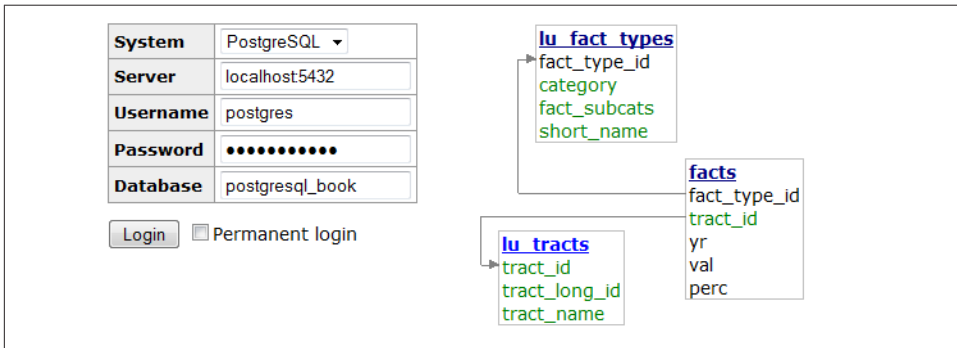 System PostgreSQL
Server localhost:5432
Username postgres
Password ●●●●●●●●●●●
Database postgresql_book
Login Permanent login
lu_fact_types
fact_type_id
category
fact_subcats
short_name
facts
fact_type_id
tract_id
yr
val
perc
lu_tracts
tract_id
tract_long_id
tract_name